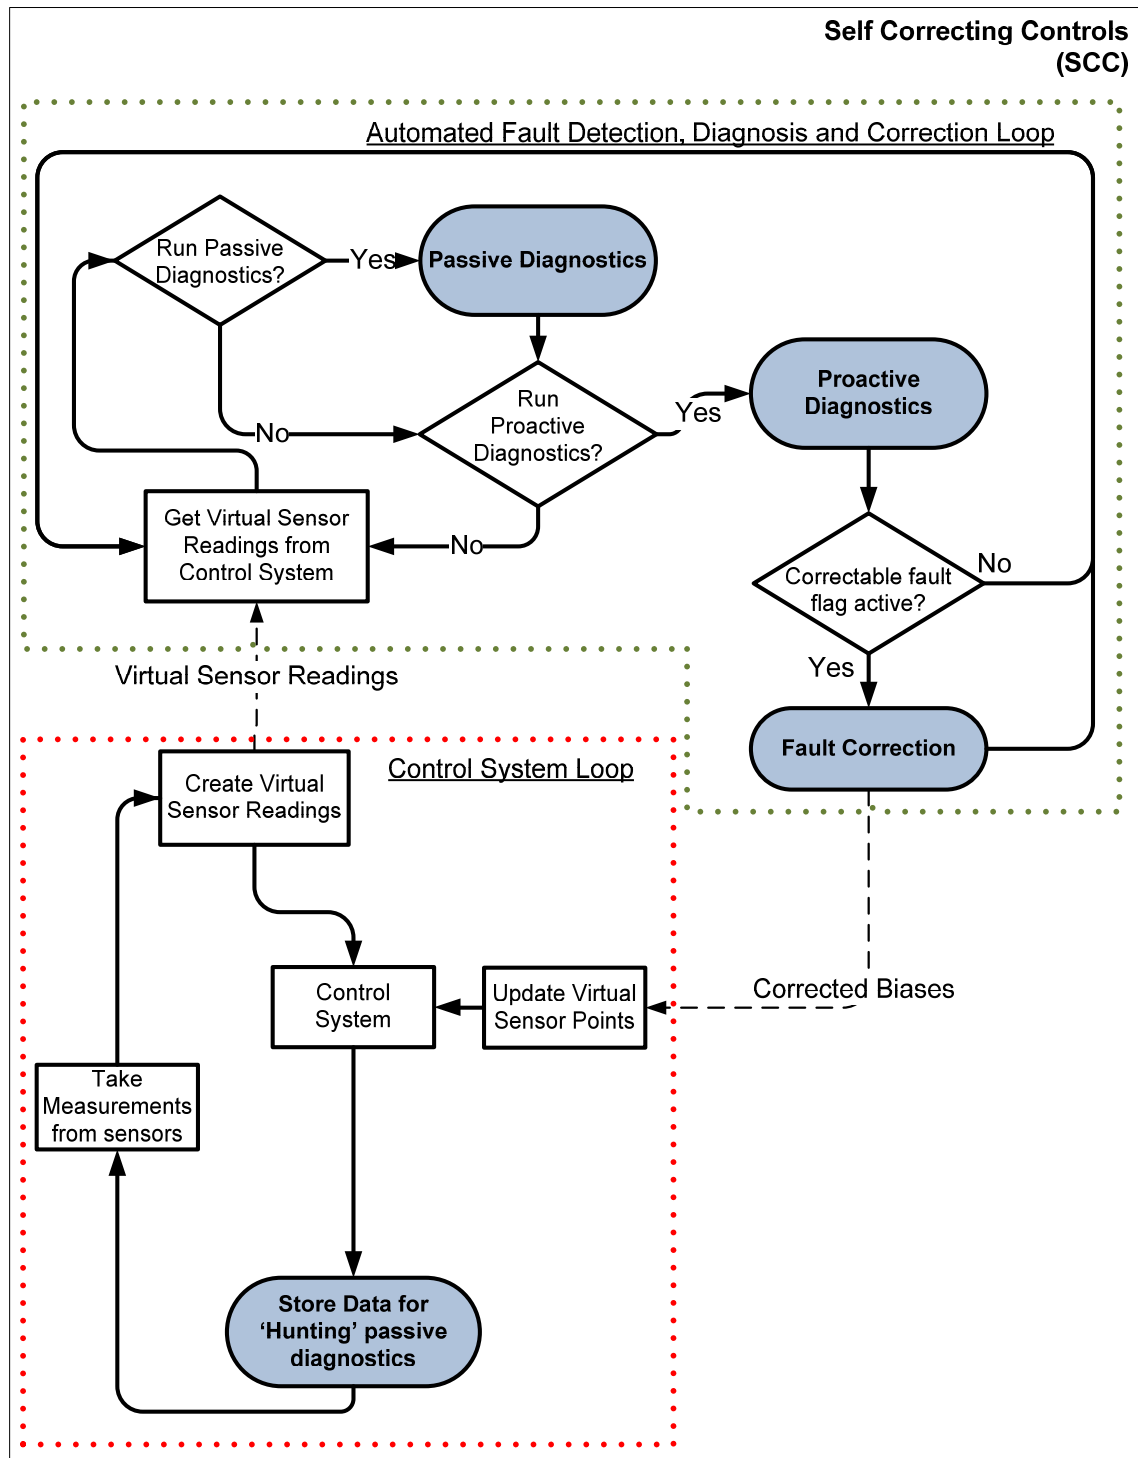 Self Correcting Controls
(SCC)
Automated Fault Detection, Diagnosis and Correction Loop
Run Passive
Diagnostics?
Yes
Passive Diagnostics
No
Run
Proactive
Diagnostics?
Yes
Proactive
Diagnostics
Get Virtual Sensor
Readings from
Control System
No
Correctable fault
flag active?
No
Yes
Virtual Sensor Readings
Fault Correction
Control System Loop
Create Virtual
Sensor Readings
Control
System
Update Virtual
Sensor Points
Corrected Biases
Take
Measurements
from sensors
Store Data for
‘Hunting’ passive
diagnostics